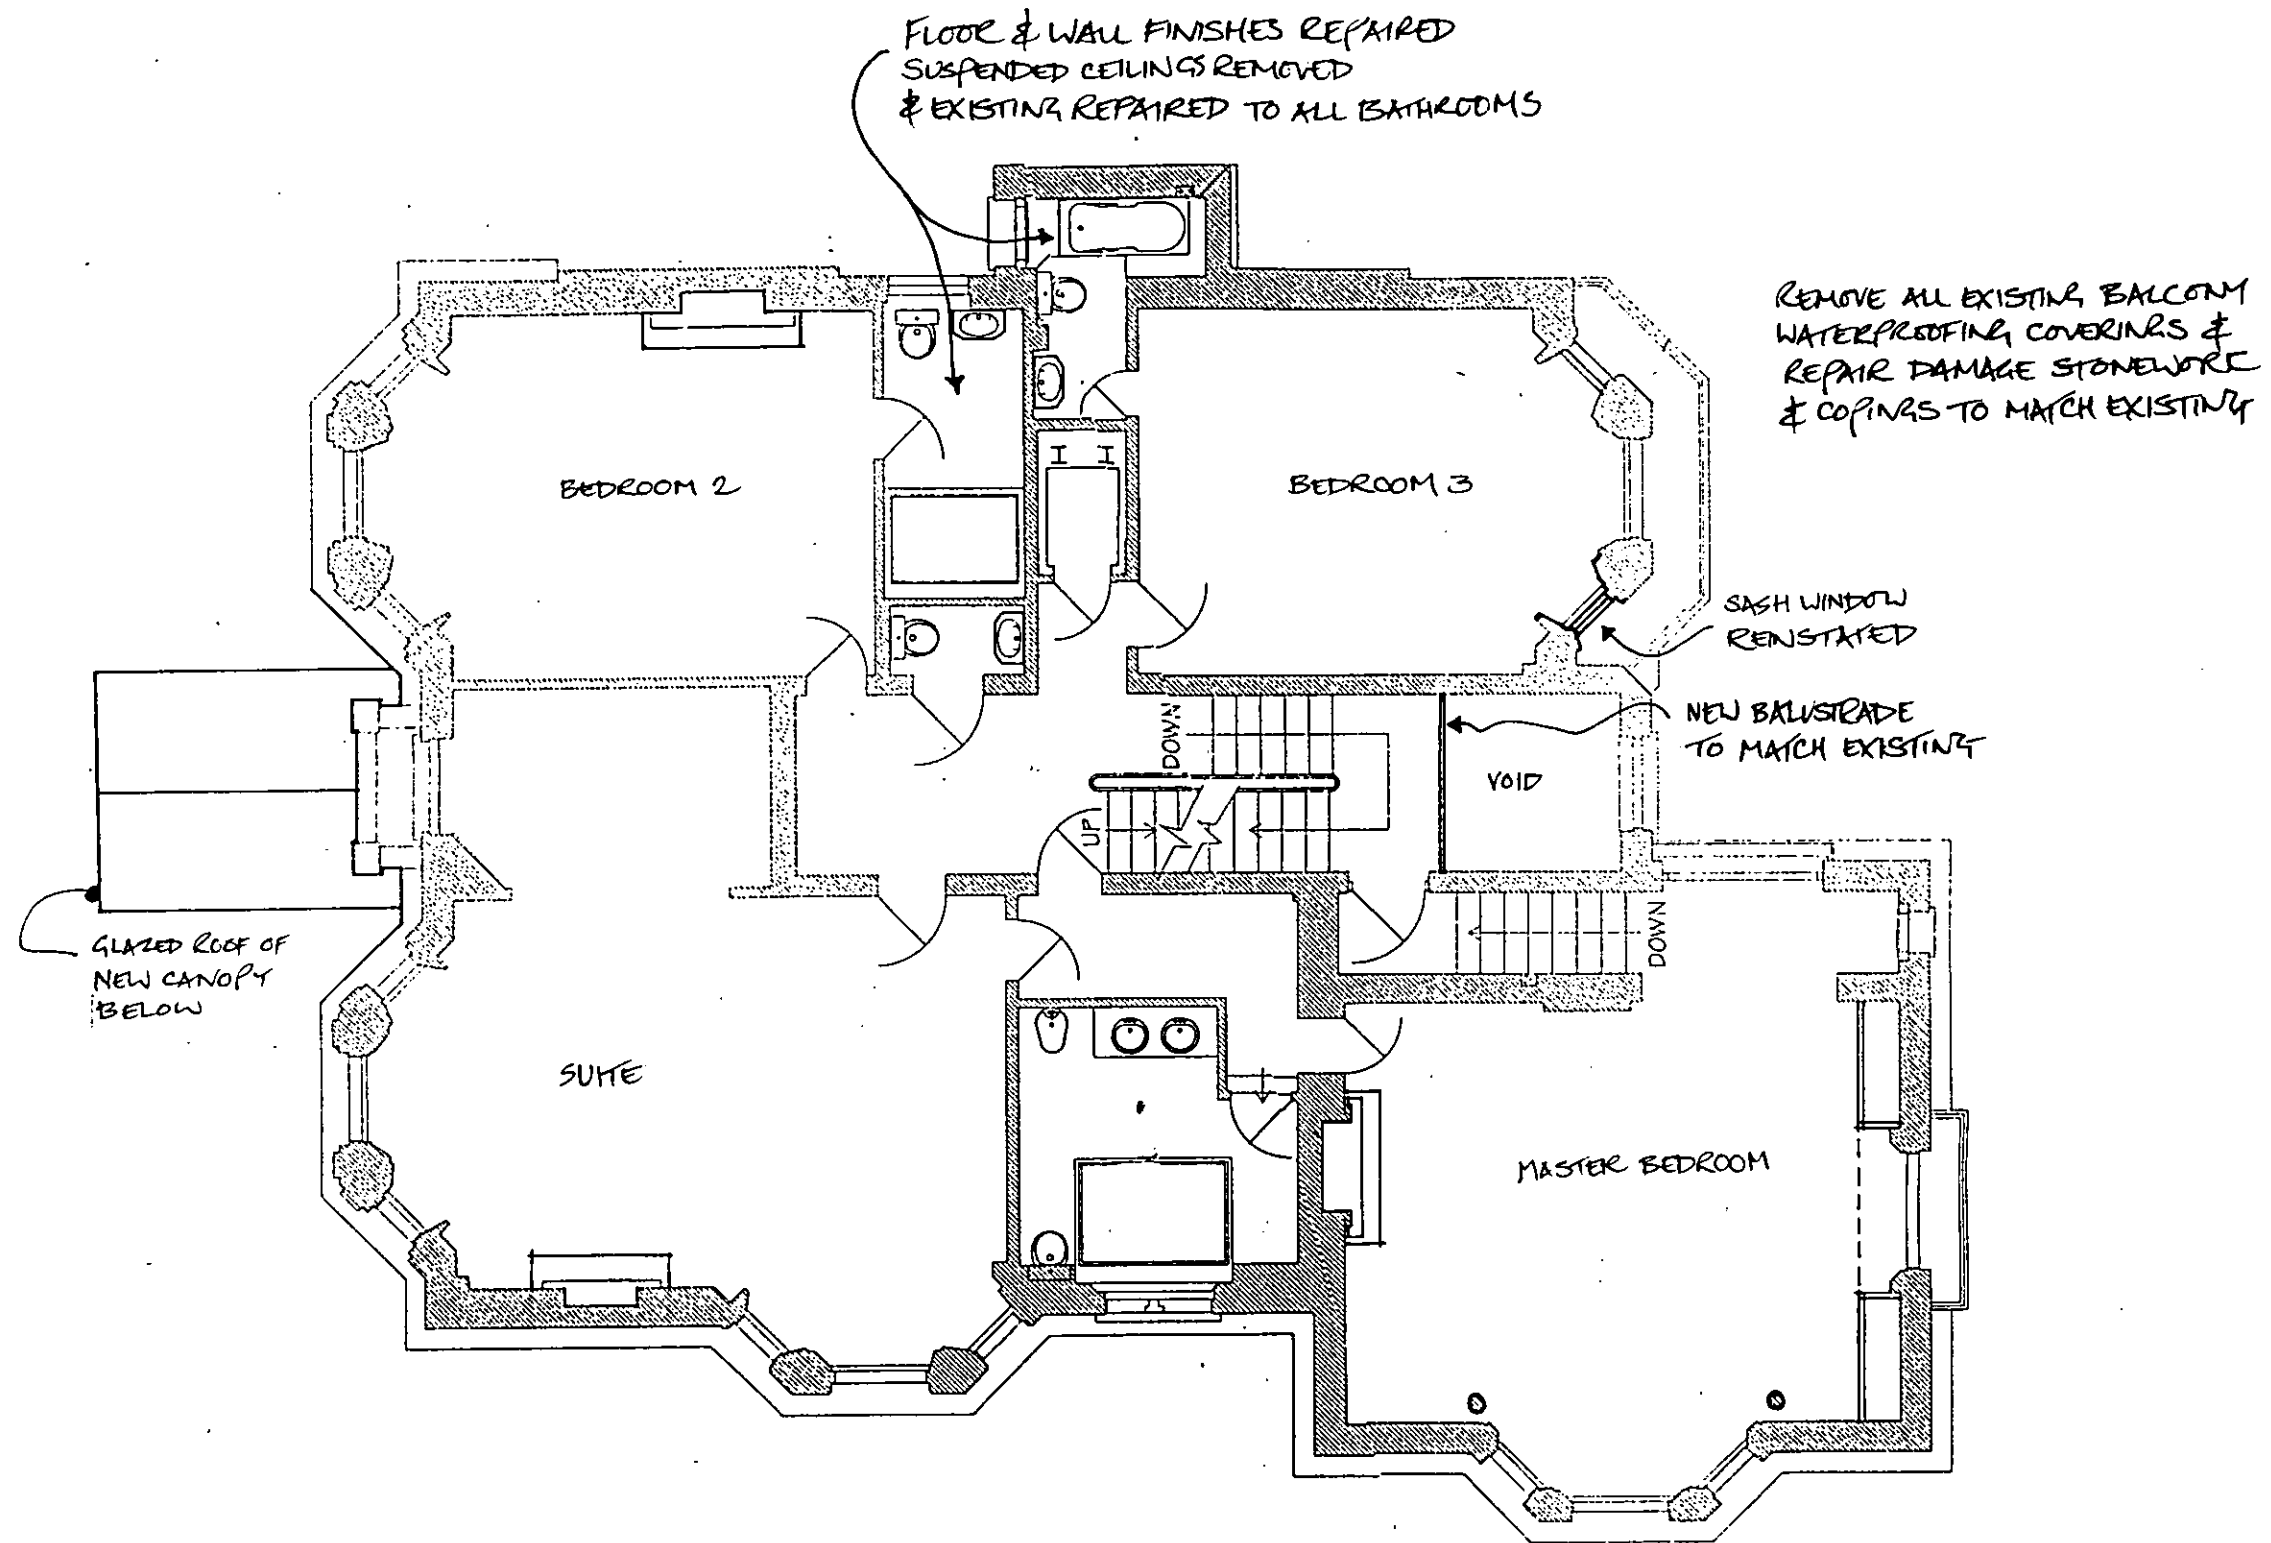 FLOOR & WALL FINISHES REPAIRED
SUSPENDED CEILINGS REMOVED
& EXISTING REPAIRED TO ALL BATHROOMS
REMOVE ALL EXISTING BALCONY
WATERPROOFING COVERINGS &
REPAIR DAMAGE STONEWORK
& COPINGS TO MATCH EXISTING
BEDROOM 2
BEDROOM 3
SASH WINDOW
REINSTATED
NEW BALUSTRADE
TO MATCH EXISTING
DOWN
VOID
UP
GLAZED ROOF OF
NEW CANOPY
BELOW
DOWN
SUITE
MASTER BEDROOM